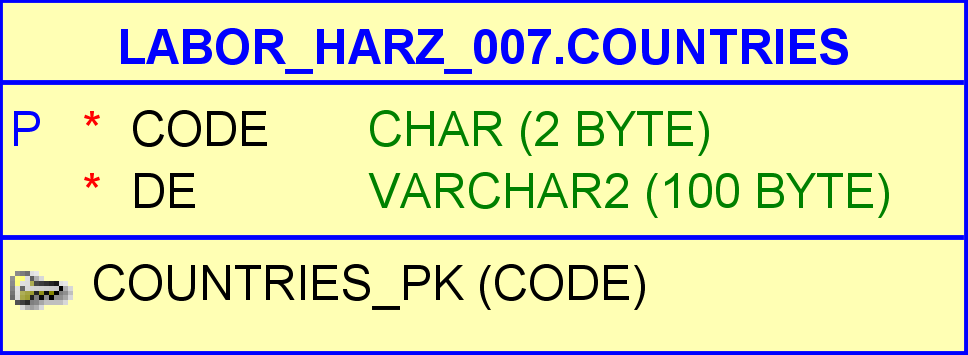 LABOR_HARZ_007.COUNTRIES
P * CODE CHAR (2 BYTE)
* DE VARCHAR2 (100 BYTE)
COUNTRIES_PK (CODE)